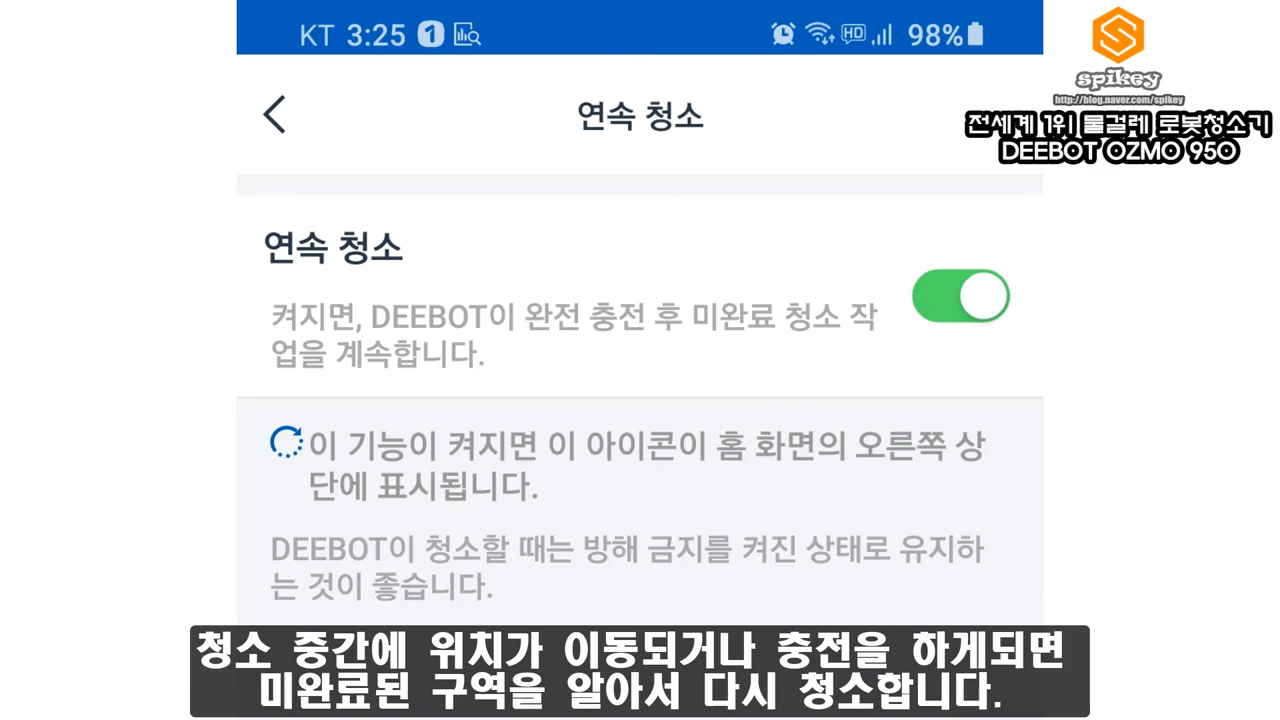 KT 3:25 1 HD 98%
spikey
http://blog.naver.com/spikey
전세계 1위 물걸레 로봇청소기
DEEBOT OZMO 950
연속 청소
연속 청소
켜지면, DEEBOT이 완전 충전 후 미완료 청소 작
업을 계속합니다.
이 기능이 켜지면 이 아이콘이 홈 화면의 오른쪽 상
단에 표시됩니다.
DEEBOT이 청소할 때는 방해 금지를 켜진 상태로 유지하
는 것이 좋습니다.
청소 중간에 위치가 이동되거나 충전을 하게되면
미완료된 구역을 알아서 다시 청소합니다.